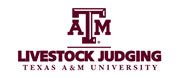 ATM
LIVESTOCK JUDGING
TEXAS A&M UNIVERSITY